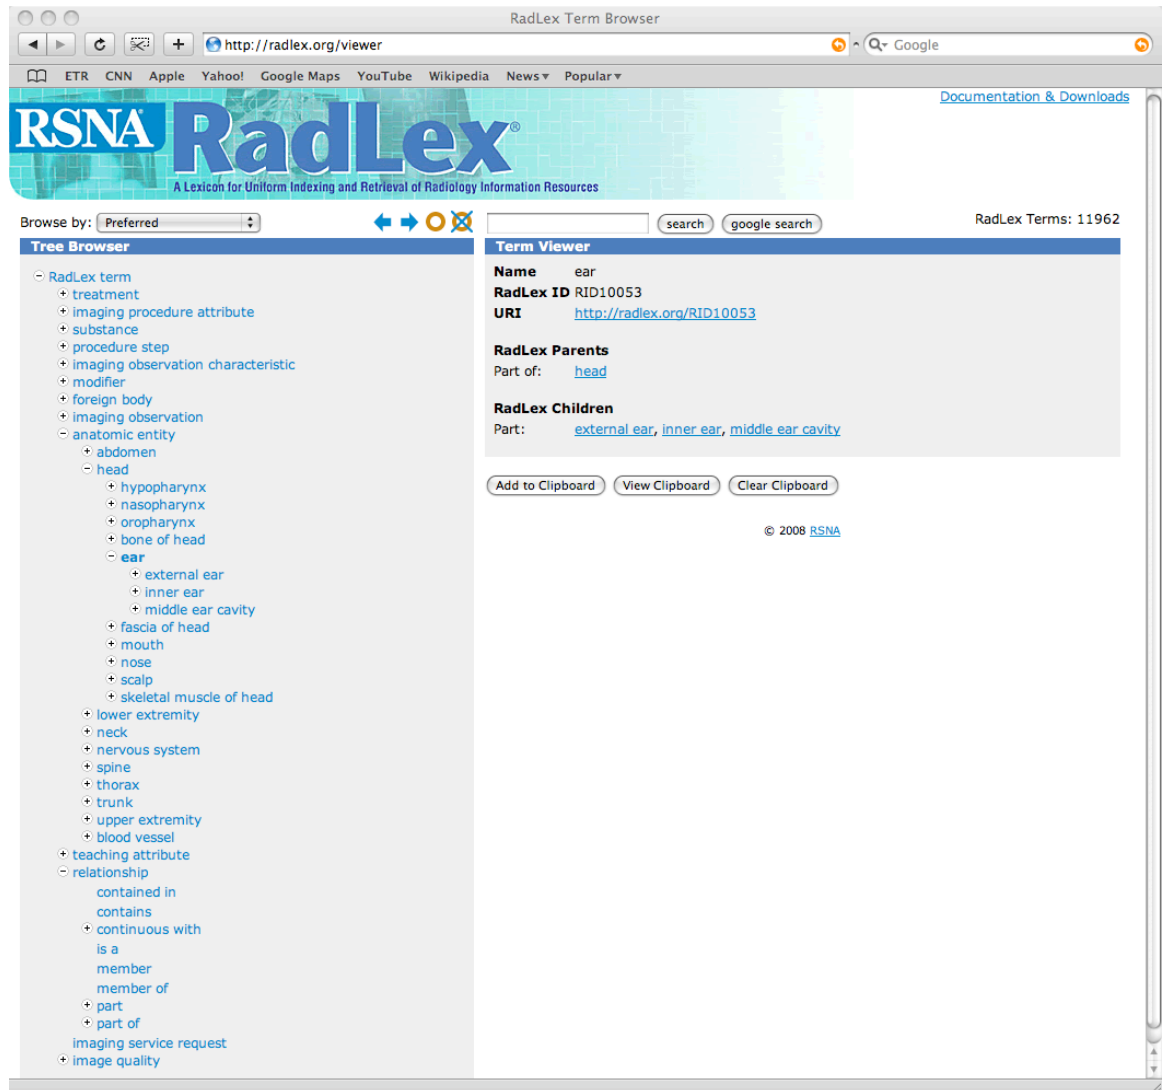 RadLex Term Browser
http://radlex.org/viewer
Google
ETR CNN Apple Yahoo! Google Maps YouTube Wikipedia News Popular
Documentation & Downloads
RSNA RadLex®
A Lexicon for Uniform Indexing and Retrieval of Radiology Information Resources
Browse by: Preferred
search google search
RadLex Terms: 11962
Tree Browser
RadLex term
treatment
imaging procedure attribute
substance
procedure step
imaging observation characteristic
modifier
foreign body
imaging observation
anatomic entity
abdomen
head
hypopharynx
nasopharynx
oropharynx
bone of head
ear
external ear
inner ear
middle ear cavity
fascia of head
mouth
nose
scalp
skeletal muscle of head
lower extremity
neck
nervous system
spine
thorax
trunk
upper extremity
blood vessel
teaching attribute
relationship
contained in
contains
continuous with
is a
member
member of
part
part of
imaging service request
image quality
Term Viewer
Name ear
RadLex ID RID10053
URI http://radlex.org/RID10053
RadLex Parents
Part of: head
RadLex Children
Part: external ear, inner ear, middle ear cavity
Add to Clipboard View Clipboard Clear Clipboard
© 2008 RSNA